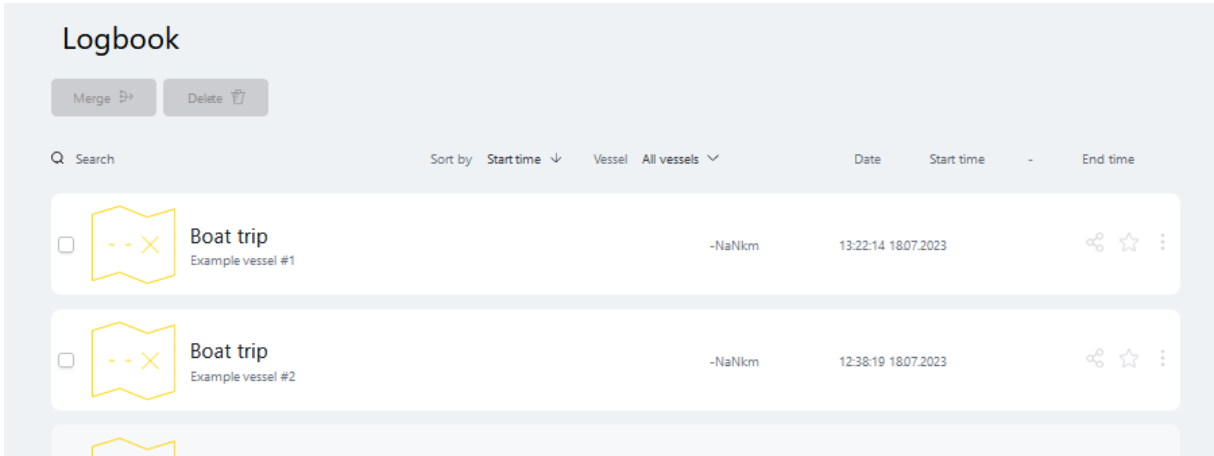 Logbook
Merge Delete
Search Sort by Start time Vessel All vessels Date Start time - End time
Boat trip
Example vessel #1
-NaNkm 13:22:14 18.07.2023
Boat trip
Example vessel #2
-NaNkm 12:38:19 18.07.2023